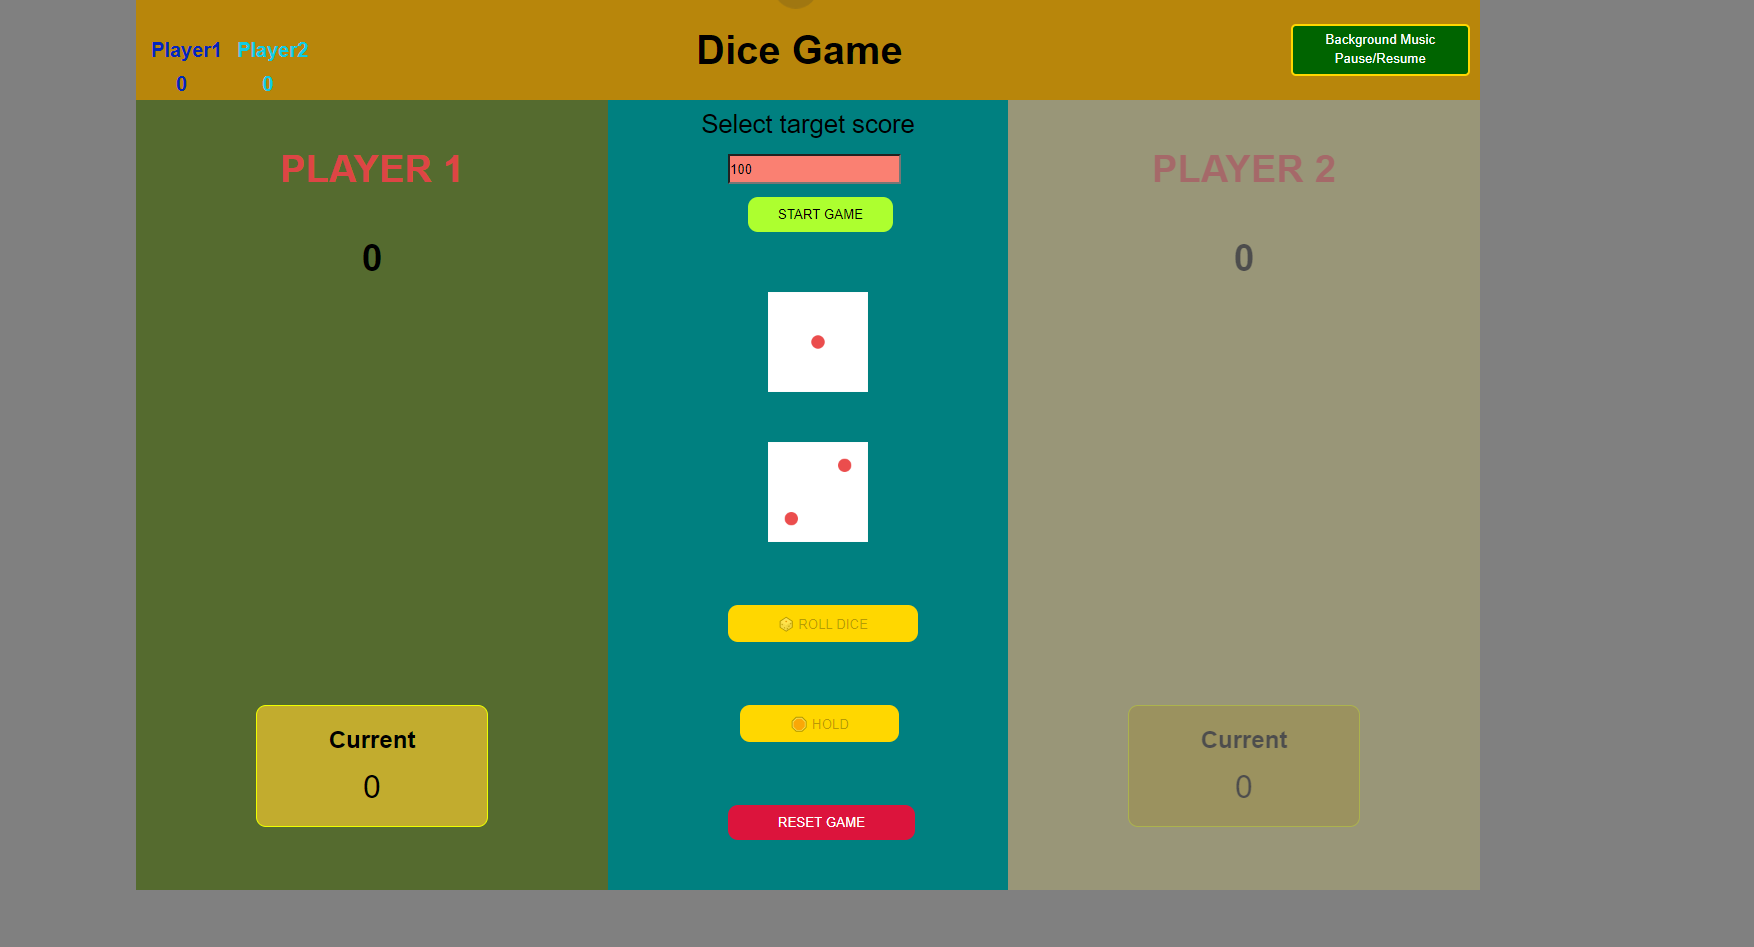 Player1 Player2
0 0
Dice Game
Background Music
Pause/Resume
PLAYER 1
0
Current
0
Select target score
100
START GAME
ROLL DICE
HOLD
RESET GAME
PLAYER 2
0
Current
0